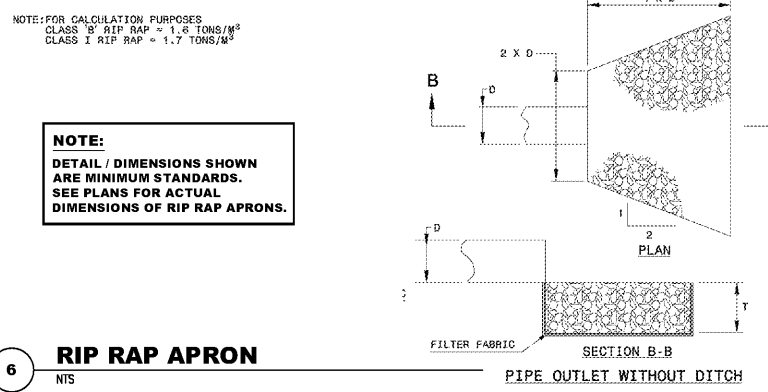 NOTE:FOR CALCULATION PURPOSES
CLASS 'B' RIP RAP ≈ 1.6 TONS/M³
CLASS I RIP RAP ≈ 1.7 TONS/M³
NOTE:
DETAIL / DIMENSIONS SHOWN
ARE MINIMUM STANDARDS.
SEE PLANS FOR ACTUAL
DIMENSIONS OF RIP RAP APRONS.
2 X D
D
B
1
2
PLAN
D
T
FILTER FABRIC
SECTION B-B
PIPE OUTLET WITHOUT DITCH
6
RIP RAP APRON
NTS